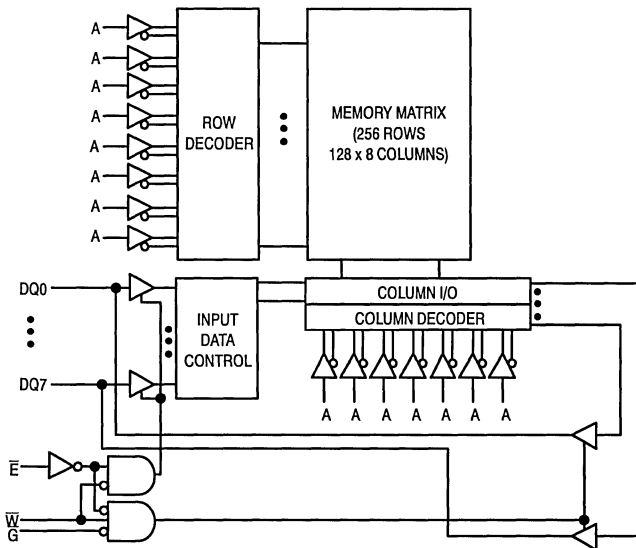 A
A
A
A
A
A
A
A
ROW
DECODER
MEMORY MATRIX
(256 ROWS
128 x 8 COLUMNS)
DQ0
DQ7
INPUT
DATA
CONTROL
COLUMN I/O
COLUMN DECODER
A A A A A A A
E̅
W̅
G̅